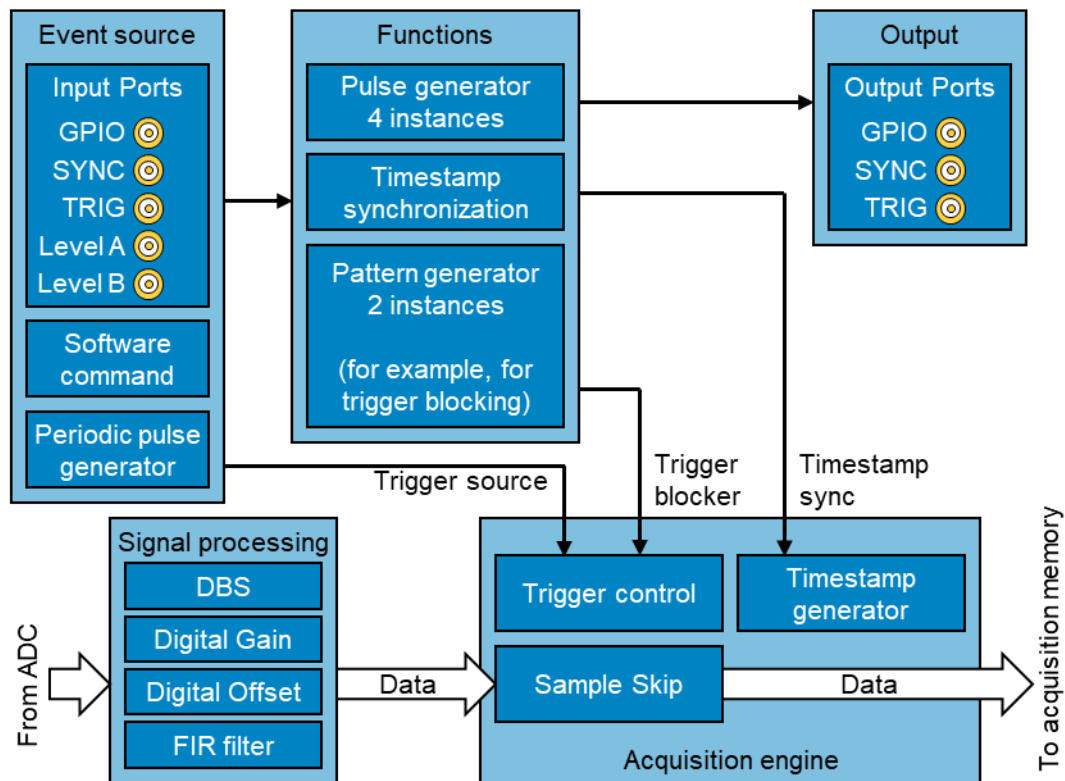 Event source
Input Ports
GPIO
SYNC
TRIG
Level A
Level B
Software
command
Periodic pulse
generator
Functions
Pulse generator
4 instances
Timestamp
synchronization
Pattern generator
2 instances
(for example, for
trigger blocking)
Output
Output Ports
GPIO
SYNC
TRIG
Trigger source
Trigger
blocker
Timestamp
sync
From ADC
Signal processing
DBS
Digital Gain
Digital Offset
FIR filter
Data
Trigger control
Timestamp
generator
Sample Skip
Data
Acquisition engine
To acquisition memory